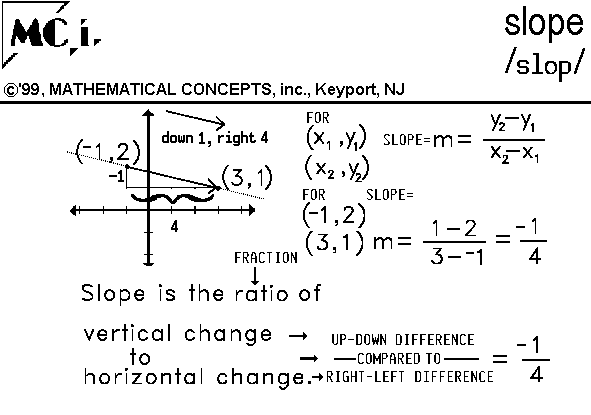 MC,i.
slope
/slop/
©'99, MATHEMATICAL CONCEPTS, inc., Keyport, NJ
down 1, right 4
(-1,2)
-1
(3,1)
4
FOR
(x₁,y₁) SLOPE=m= y₂-y₁ / x₂-x₁
(x₂,y₂)
FOR SLOPE=
(-1,2)
(3,1) m= 1-2 / 3--1 = -1 / 4
FRACTION
Slope is the ratio of
vertical change → UP-DOWN DIFFERENCE
to → COMPARED TO = -1 / 4
horizontal change. → RIGHT-LEFT DIFFERENCE